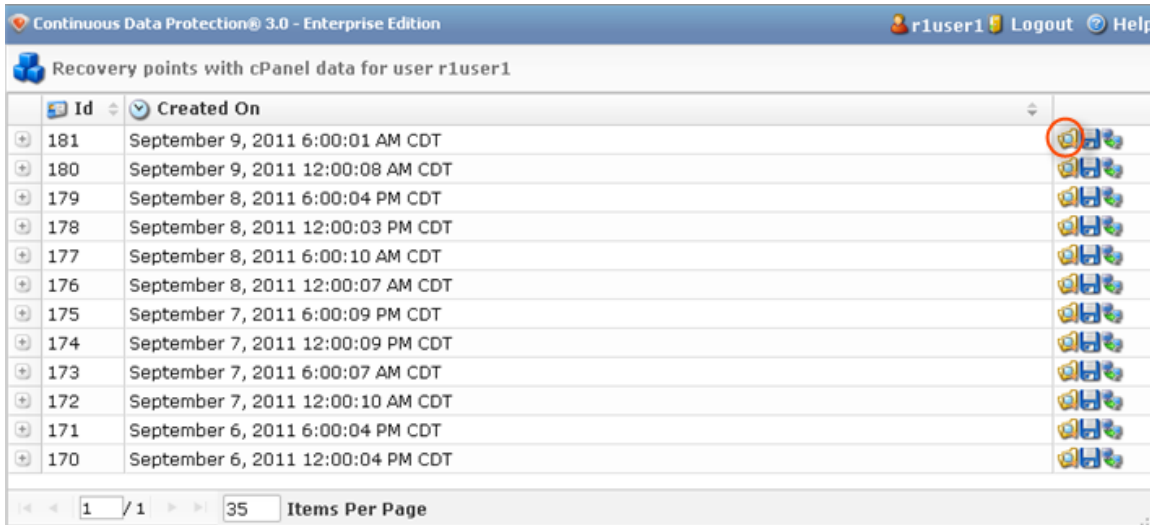 Continuous Data Protection® 3.0 - Enterprise Edition r1user1 Logout Help
Recovery points with cPanel data for user r1user1
Id Created On
181 September 9, 2011 6:00:01 AM CDT
180 September 9, 2011 12:00:08 AM CDT
179 September 8, 2011 6:00:04 PM CDT
178 September 8, 2011 12:00:03 PM CDT
177 September 8, 2011 6:00:10 AM CDT
176 September 8, 2011 12:00:07 AM CDT
175 September 7, 2011 6:00:09 PM CDT
174 September 7, 2011 12:00:09 PM CDT
173 September 7, 2011 6:00:07 AM CDT
172 September 7, 2011 12:00:10 AM CDT
171 September 6, 2011 6:00:04 PM CDT
170 September 6, 2011 12:00:04 PM CDT
1 / 1 35 Items Per Page